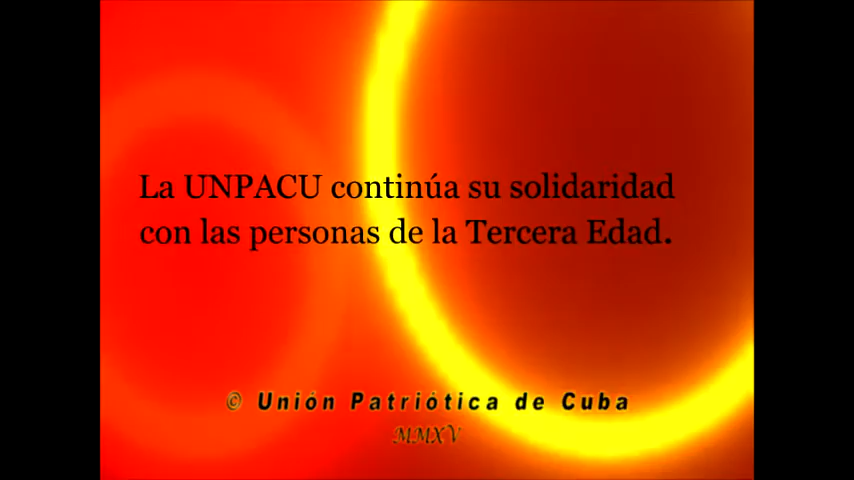 La UNPACU continúa su solidaridad
con las personas de la Tercera Edad.
© Unión Patriótica de Cuba
MMXV